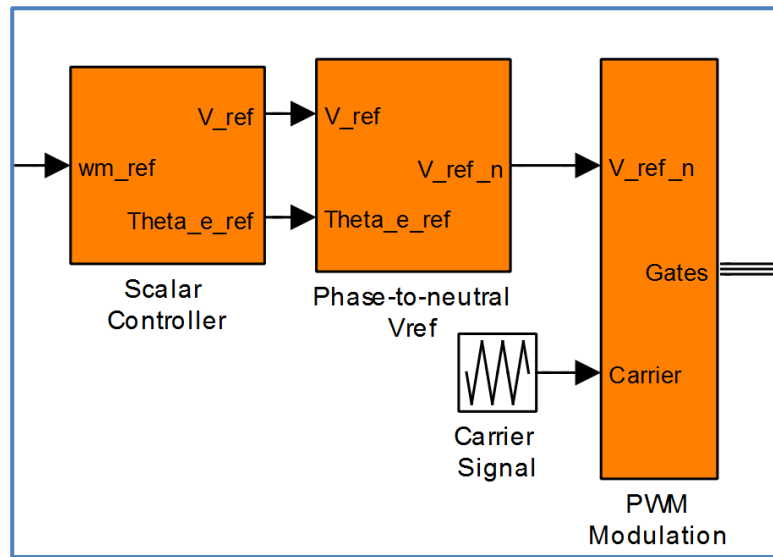 wm_ref
V_ref
Theta_e_ref
Scalar
Controller
V_ref
Theta_e_ref
V_ref_n
Phase-to-neutral
Vref
Carrier
Signal
V_ref_n
Carrier
Gates
PWM
Modulation